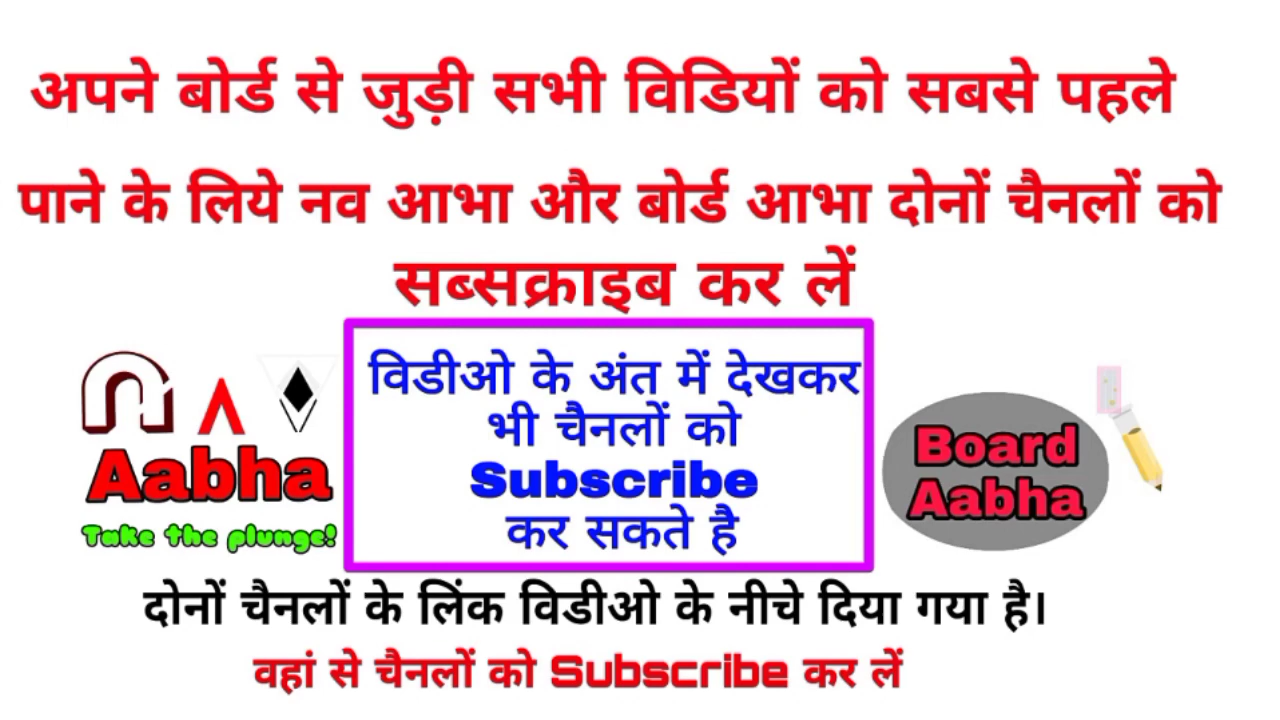 अपने बोर्ड से जुड़ी सभी विडियों को सबसे पहले
पाने के लिये नव आभा और बोर्ड आभा दोनों चैनलों को
सब्सक्राइब कर लें
विडीओ के अंत में देखकर
भी चैनलों को
Subscribe
कर सकते है
Aabha
Take the plunge!
Board
Aabha
दोनों चैनलों के लिंक विडीओ के नीचे दिया गया है।
वहां से चैनलों को Subscribe कर लें